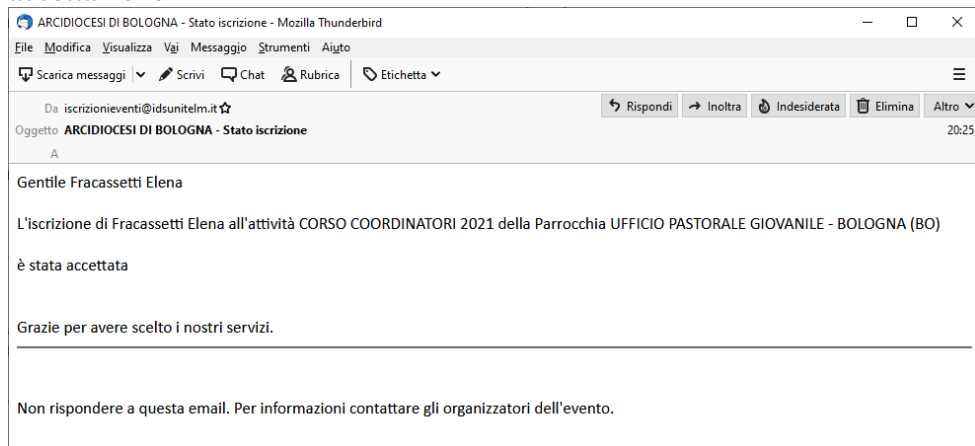 ARCIDIOCESI DI BOLOGNA - Stato iscrizione - Mozilla Thunderbird
File Modifica Visualizza Vai Messaggio Strumenti Aiuto
Scarica messaggi Scrivi Chat Rubrica Etichetta
Da iscrizionieventi@idsunitelm.it Rispondi Inoltra Indesiderata Elimina Altro
Oggetto ARCIDIOCESI DI BOLOGNA - Stato iscrizione 20:25
A
Gentile Fracassetti Elena
L'iscrizione di Fracassetti Elena all'attività CORSO COORDINATORI 2021 della Parrocchia UFFICIO PASTORALE GIOVANILE - BOLOGNA (BO)
è stata accettata
Grazie per avere scelto i nostri servizi.
Non rispondere a questa email. Per informazioni contattare gli organizzatori dell'evento.